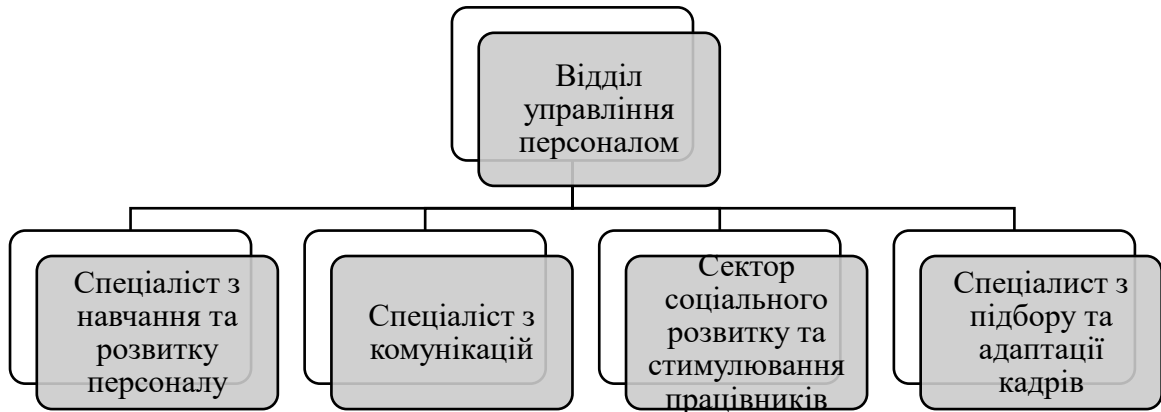 Відділ
управління
персоналом
Спеціаліст з
навчання та
розвитку
персоналу
Спеціаліст з
комунікацій
Сектор
соціального
розвитку та
стимулювання
працівників
Спеціалист з
підбору та
адаптації
кадрів